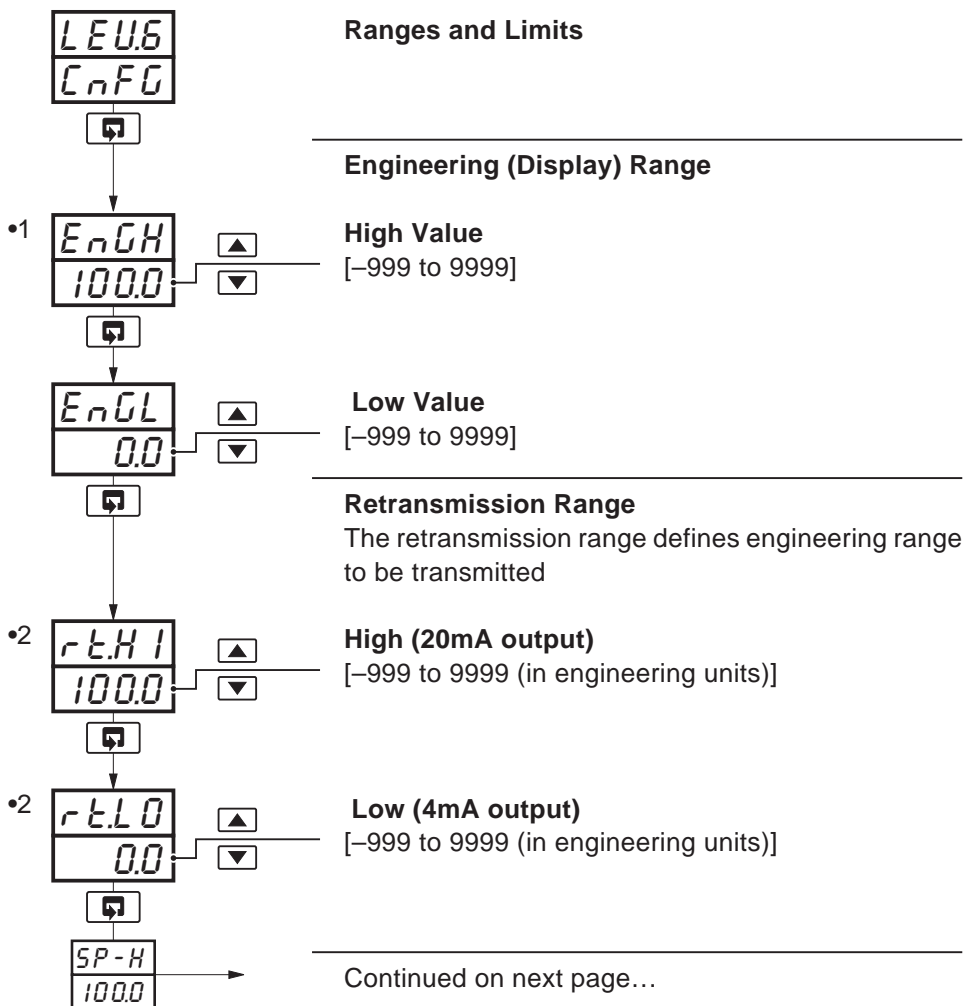 LEV.6
CnFG
Ranges and Limits
Engineering (Display) Range
•1
EnGH
100.0
High Value
[–999 to 9999]
EnGL
0.0
Low Value
[–999 to 9999]
Retransmission Range
The retransmission range defines engineering range
to be transmitted
•2
rt.HI
100.0
High (20mA output)
[–999 to 9999 (in engineering units)]
•2
rt.LO
0.0
Low (4mA output)
[–999 to 9999 (in engineering units)]
SP-H
100.0
Continued on next page…